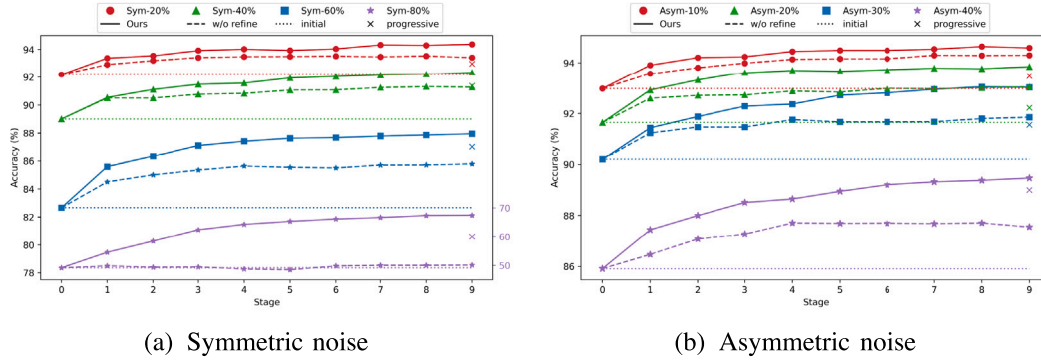 Sym-20% Sym-40% Sym-60% Sym-80%
Ours w/o refine initial progressive
94
92
90
88
86
84
82
80
78
Accuracy (%)
70
60
50
0 1 2 3 4 5 6 7 8 9
Stage
(a) Symmetric noise
Asym-10% Asym-20% Asym-30% Asym-40%
Ours w/o refine initial progressive
94
92
90
88
86
Accuracy (%)
0 1 2 3 4 5 6 7 8 9
Stage
(b) Asymmetric noise